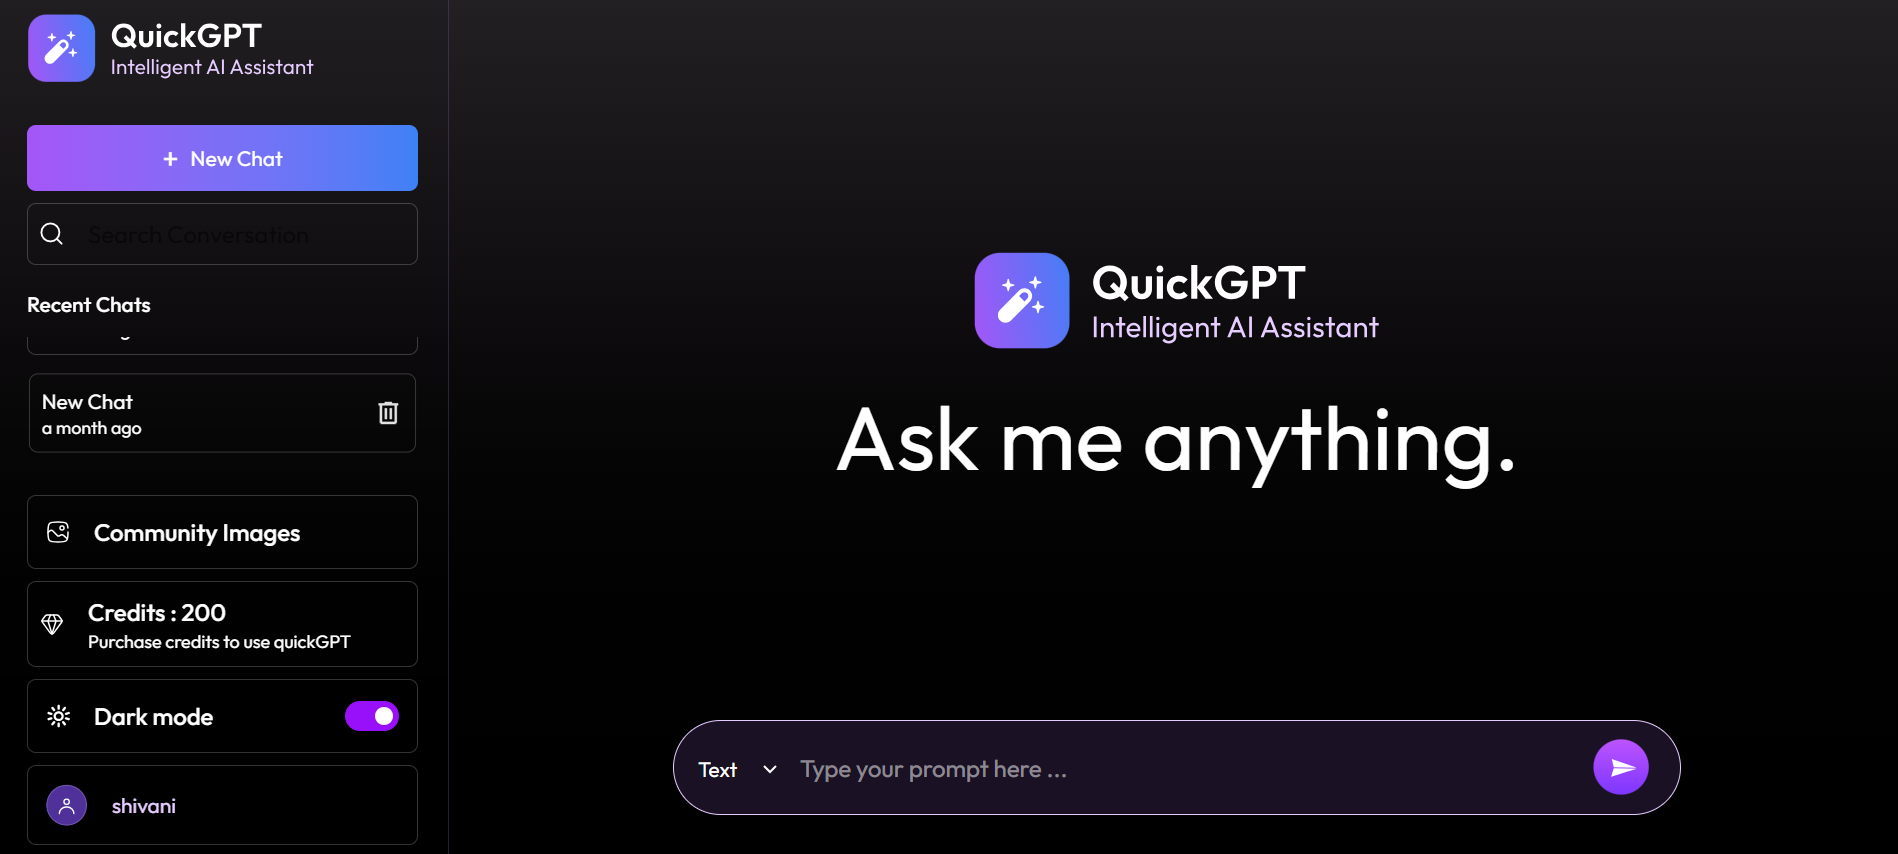 QuickGPT
Intelligent AI Assistant
+ New Chat
Search Conversation
Recent Chats
New Chat
a month ago
Community Images
Credits : 200
Purchase credits to use quickGPT
Dark mode
shivani
QuickGPT
Intelligent AI Assistant
Ask me anything.
Text
Type your prompt here ...